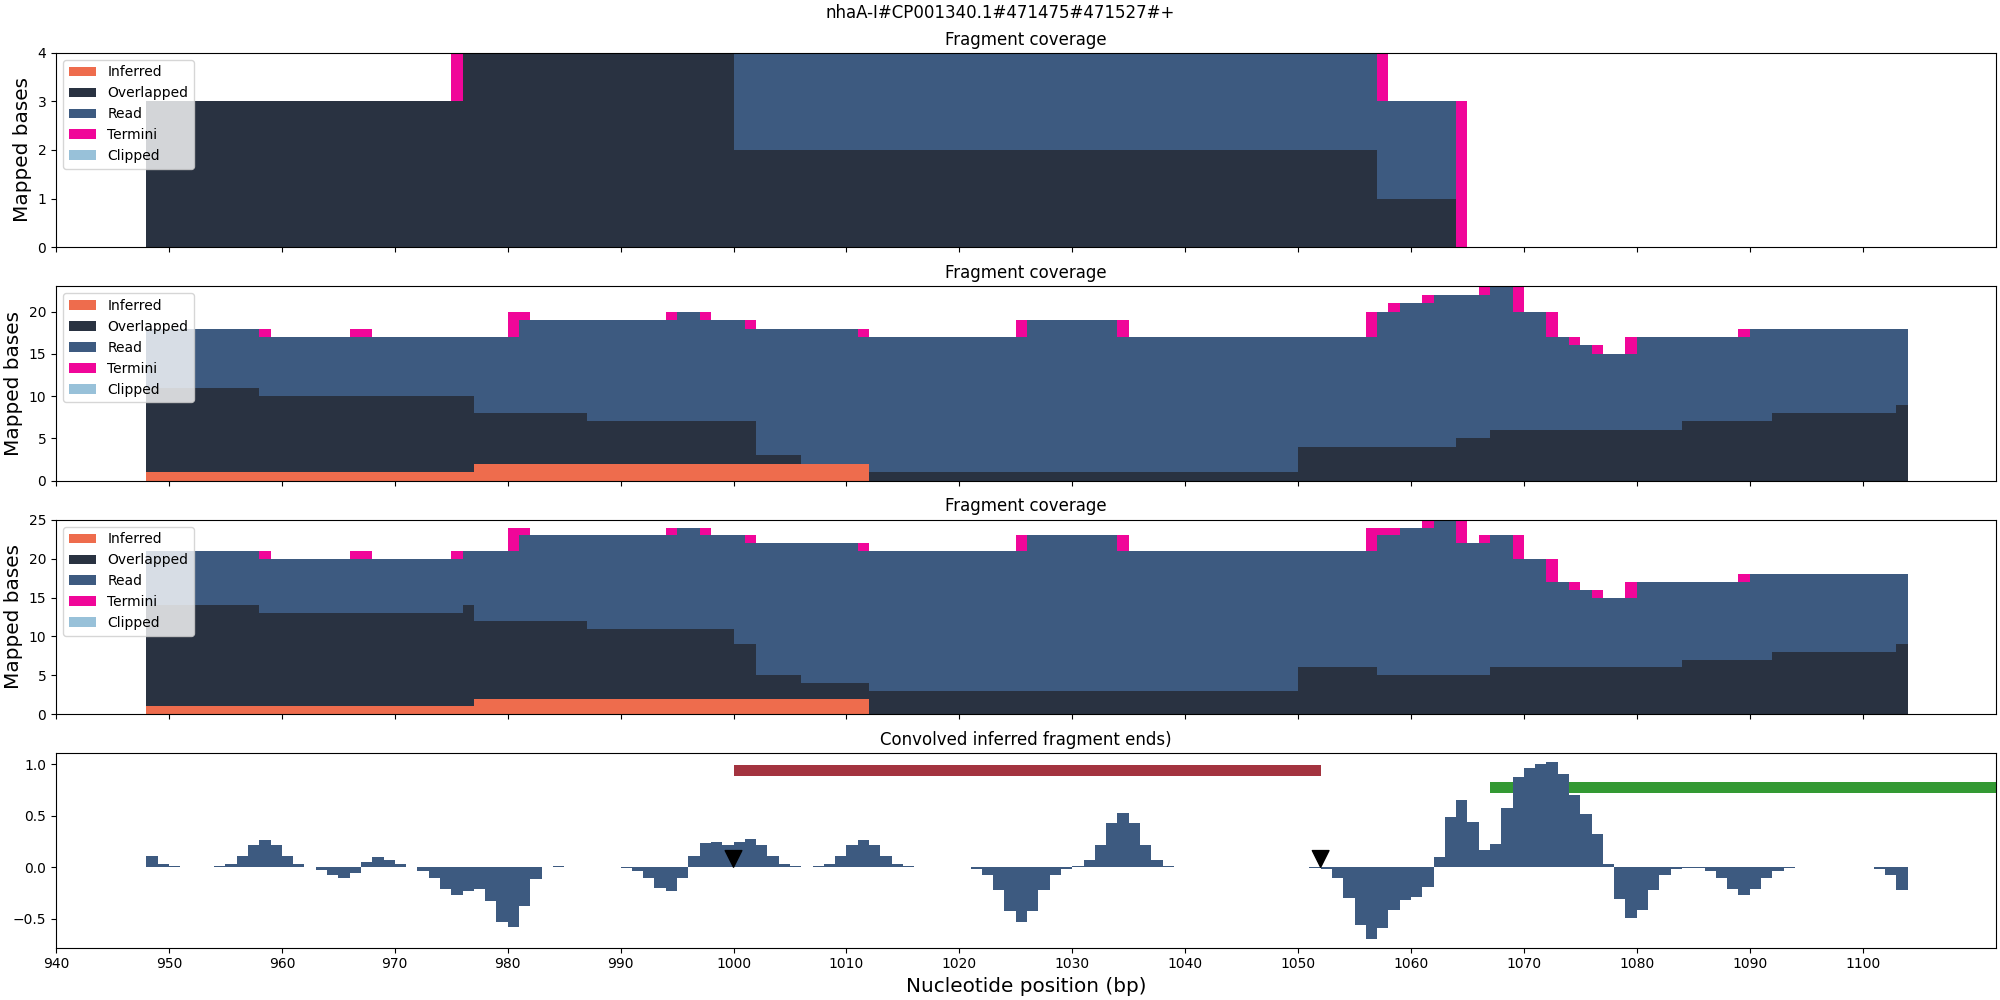 nhaA-I#CP001340.1#471475#471527#+
Fragment coverage
Mapped bases
4
3
2
1
0
Inferred
Overlapped
Read
Termini
Clipped
Fragment coverage
Mapped bases
20
15
10
5
0
Inferred
Overlapped
Read
Termini
Clipped
Fragment coverage
Mapped bases
25
20
15
10
5
0
Inferred
Overlapped
Read
Termini
Clipped
Convolved inferred fragment ends)
1.0
0.5
0.0
−0.5
940 950 960 970 980 990 1000 1010 1020 1030 1040 1050 1060 1070 1080 1090 1100
Nucleotide position (bp)